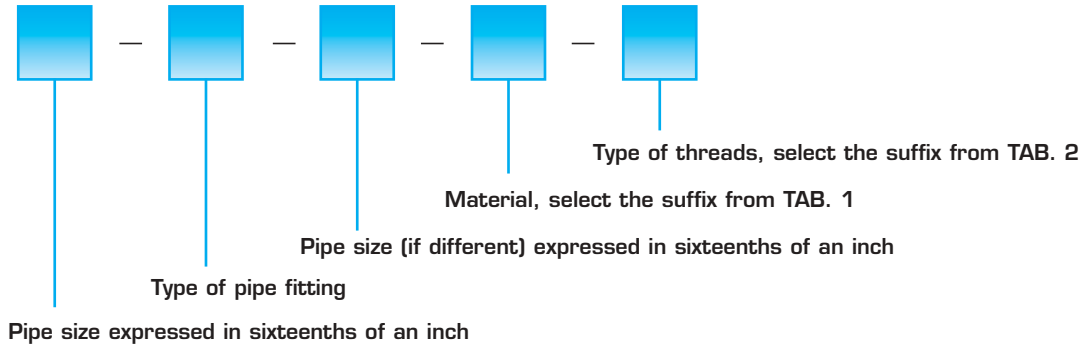 Type of threads, select the suffix from TAB. 2
Material, select the suffix from TAB. 1
Pipe size (if different) expressed in sixteenths of an inch
Type of pipe fitting
Pipe size expressed in sixteenths of an inch